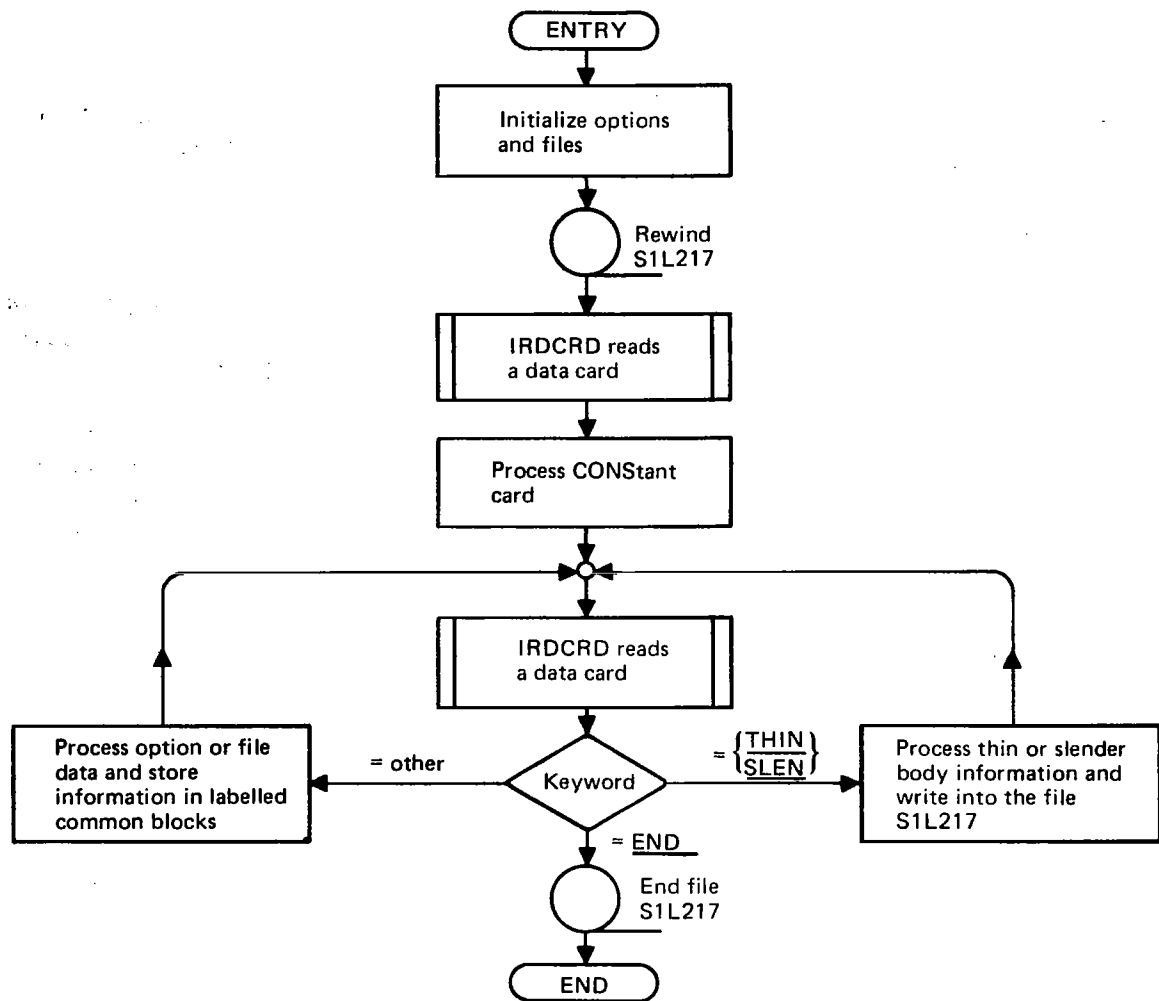 ENTRY
Initialize options
and files
Rewind
S1L217
IRDCRD reads
a data card
Process CONStant
card
IRDCRD reads
a data card
Process option or file
data and store
information in labelled
common blocks
= other
Keyword
= {THIN
SLEN}
Process thin or slender
body information and
write into the file
S1L217
= END
End file
S1L217
END